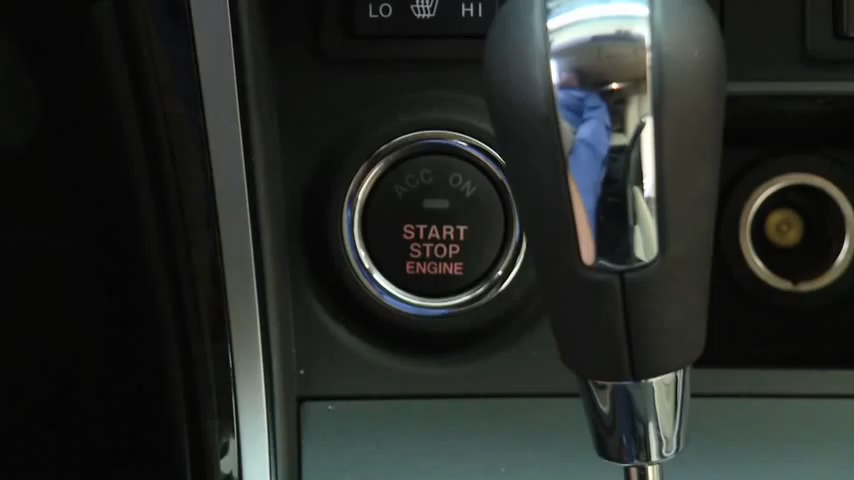 LO HI
ACC ON
START
STOP
ENGINE